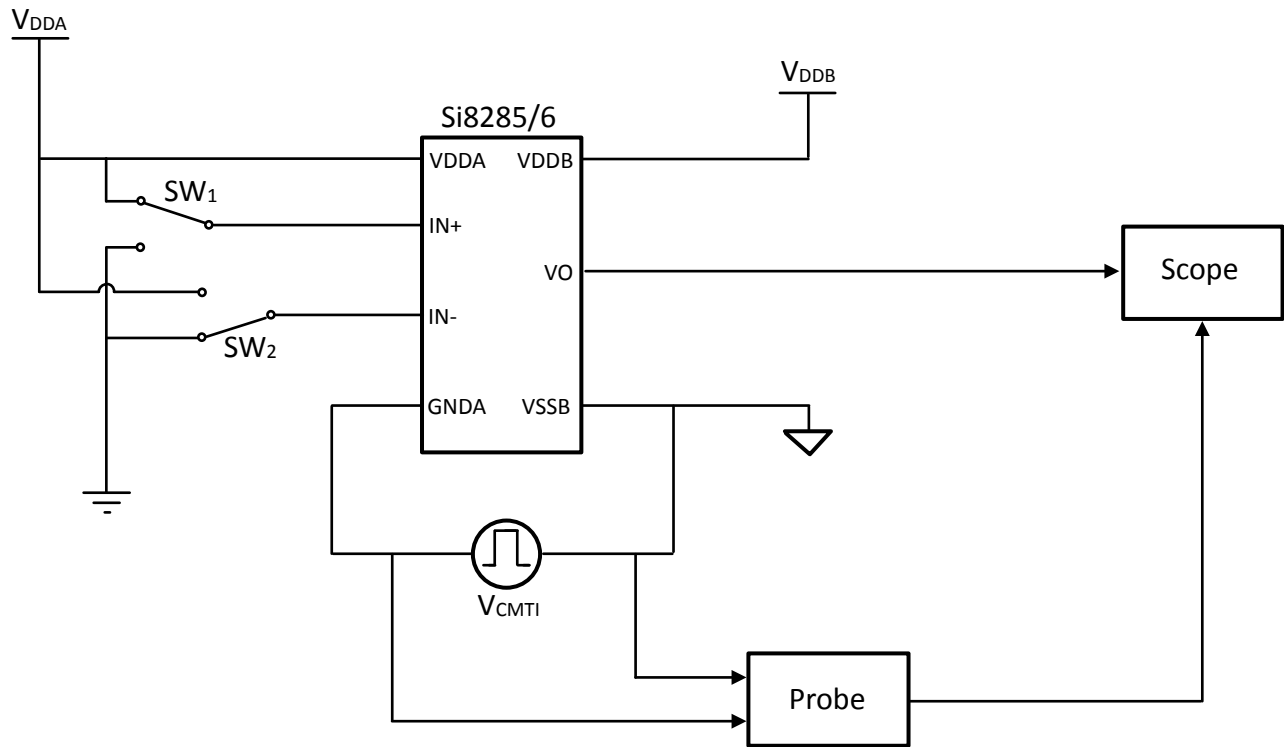 VDDA
VDDB
Si8285/6
VDDA VDDB
SW1
IN+
VO
Scope
IN-
SW2
GNDA VSSB
VCMTI
Probe